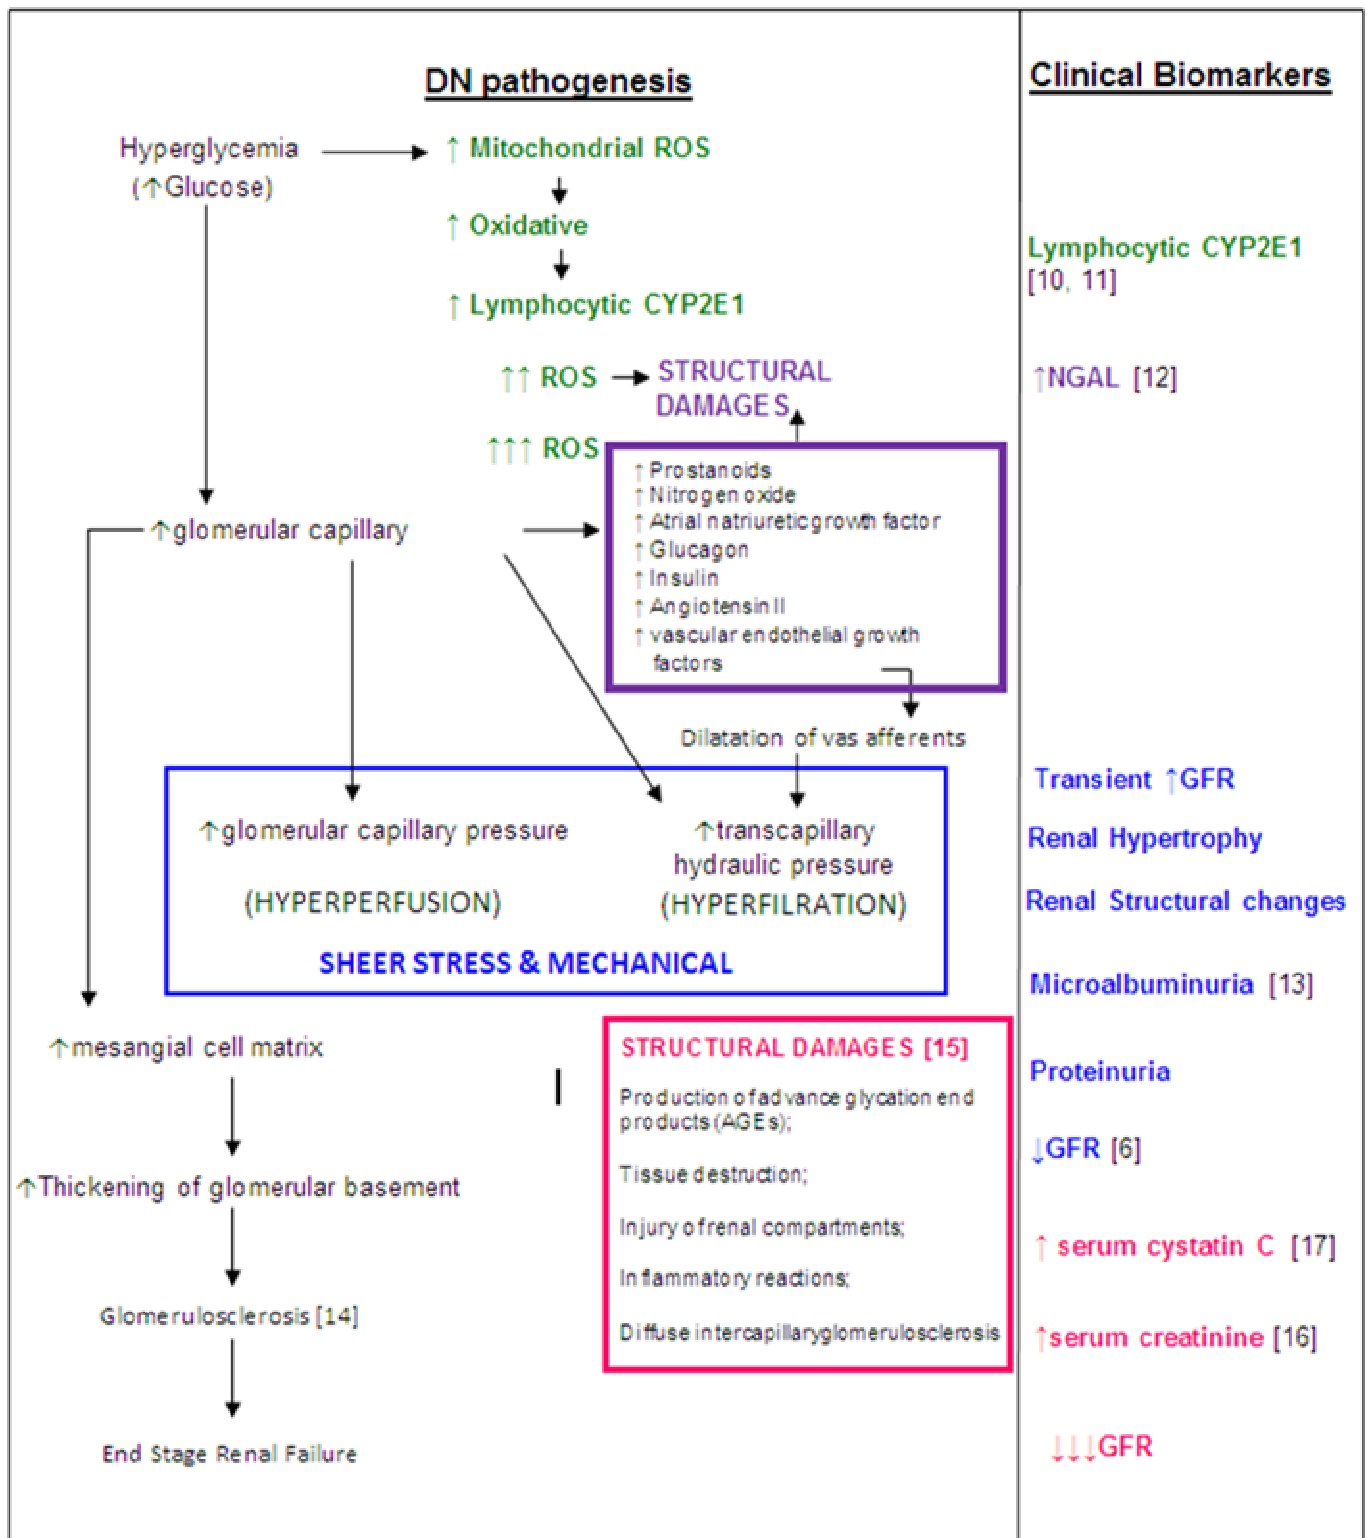 DN pathogenesis
Clinical Biomarkers
Hyperglycemia
(↑Glucose)
↑ Mitochondrial ROS
↑ Oxidative
↑ Lymphocytic CYP2E1
Lymphocytic CYP2E1
[10, 11]
↑↑ ROS
STRUCTURAL
DAMAGES
↑NGAL [12]
↑↑↑ ROS
↑ Prostanoids
↑ Nitrogen oxide
↑ Atrial natriuretic growth factor
↑ Glucagon
↑ Insulin
↑ Angiotensin II
↑ vascular endothelial growth
factors
↑glomerular capillary
Dilatation of vas afferents
↑glomerular capillary pressure
(HYPERPERFUSION)
↑transcapillary
hydraulic pressure
(HYPERFILRATION)
SHEER STRESS & MECHANICAL
Transient ↑GFR
Renal Hypertrophy
Renal Structural changes
Microalbuminuria [13]
Proteinuria
↓GFR [6]
↑mesangial cell matrix
↑Thickening of glomerular basement
Glomerulosclerosis [14]
End Stage Renal Failure
I
STRUCTURAL DAMAGES [15]
Production of advance glycation end
products (AGEs);
Tissue destruction;
Injury of renal compartments;
Inflammatory reactions;
Diffuse intercapillary glomerulosclerosis
↑ serum cystatin C [17]
↑serum creatinine [16]
↓↓↓GFR